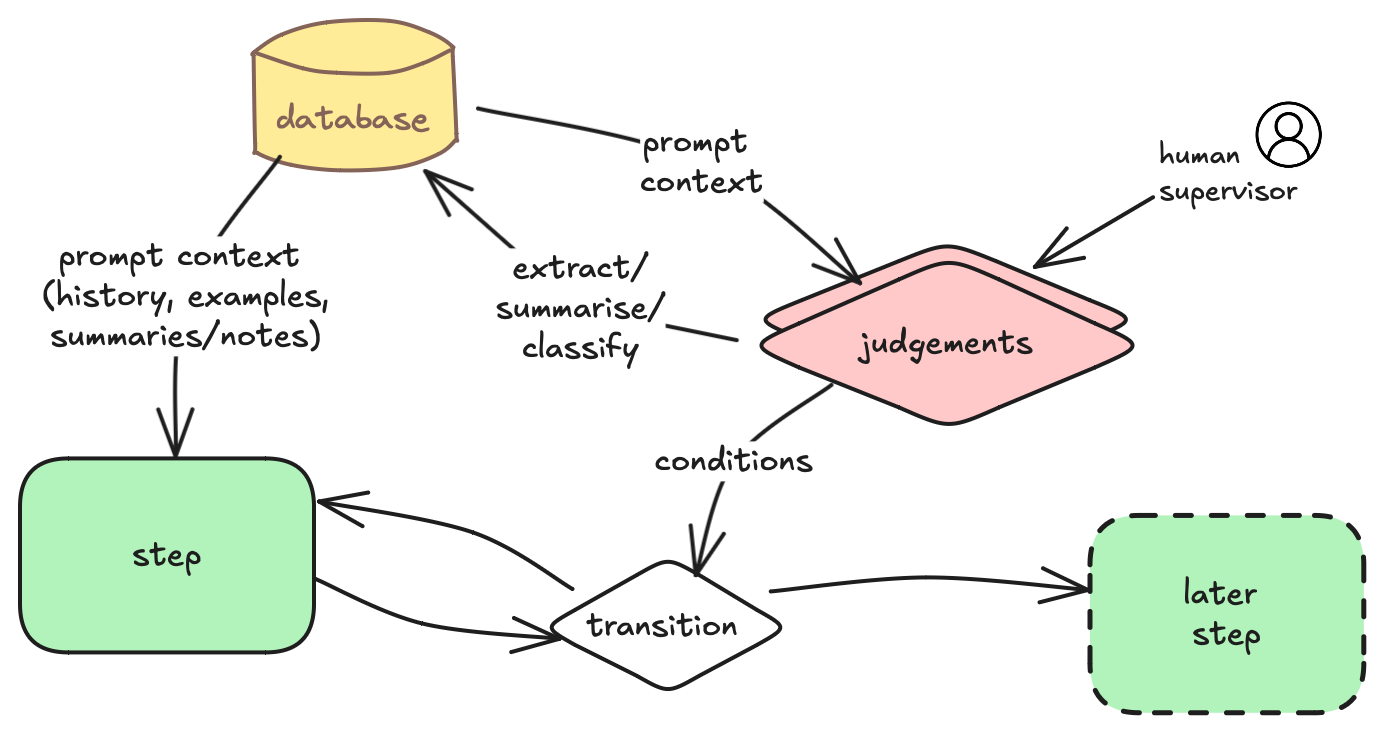 database
prompt
context
human
supervisor
prompt context
(history, examples,
summaries/notes)
extract/
summarise/
classify
judgements
conditions
step
transition
later
step